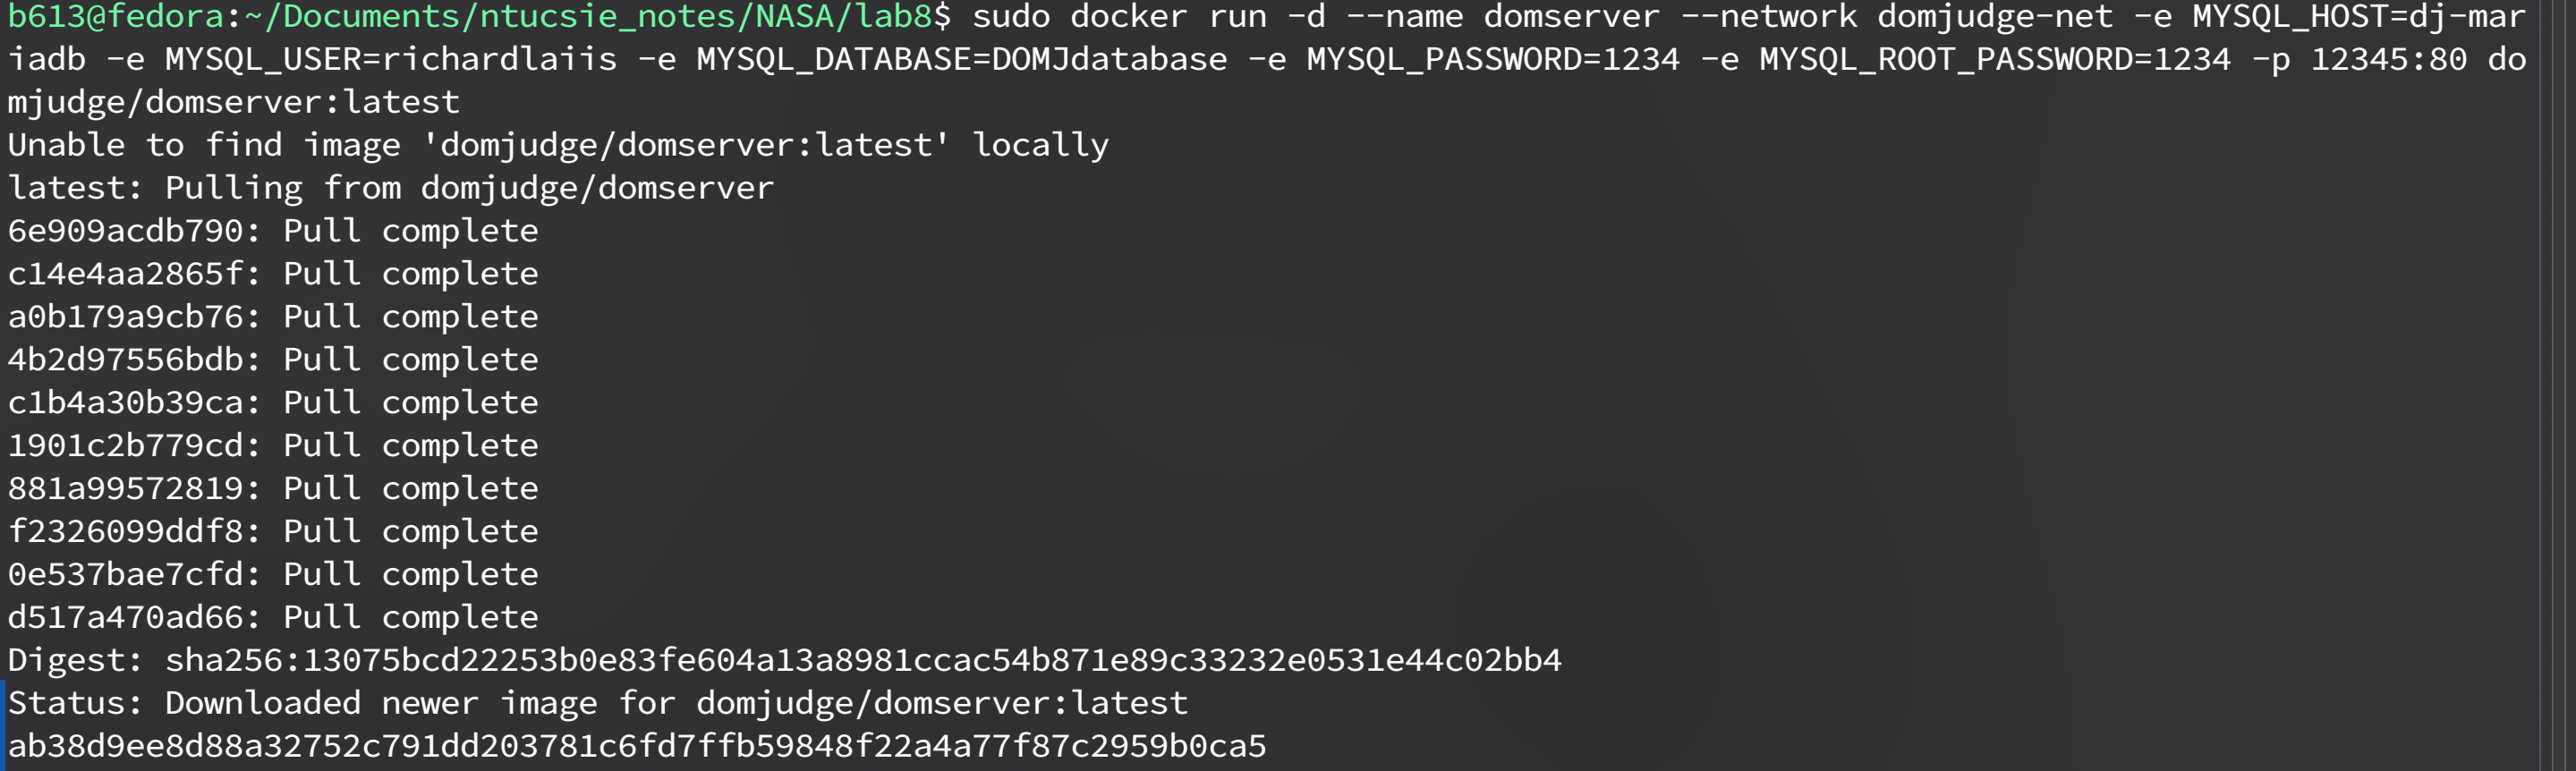 b613@fedora:~/Documents/ntucsie_notes/NASA/lab8$ sudo docker run -d --name domserver --network domjudge-net -e MYSQL_HOST=dj-mar
iadb -e MYSQL_USER=richardlaiis -e MYSQL_DATABASE=DOMJdatabase -e MYSQL_PASSWORD=1234 -e MYSQL_ROOT_PASSWORD=1234 -p 12345:80 do
mjudge/domserver:latest
Unable to find image 'domjudge/domserver:latest' locally
latest: Pulling from domjudge/domserver
6e909acdb790: Pull complete
c14e4aa2865f: Pull complete
a0b179a9cb76: Pull complete
4b2d97556bdb: Pull complete
c1b4a30b39ca: Pull complete
1901c2b779cd: Pull complete
881a99572819: Pull complete
f2326099ddf8: Pull complete
0e537bae7cfd: Pull complete
d517a470ad66: Pull complete
Digest: sha256:13075bcd22253b0e83fe604a13a8981ccac54b871e89c33232e0531e44c02bb4
Status: Downloaded newer image for domjudge/domserver:latest
ab38d9ee8d88a32752c791dd203781c6fd7ffb59848f22a4a77f87c2959b0ca5